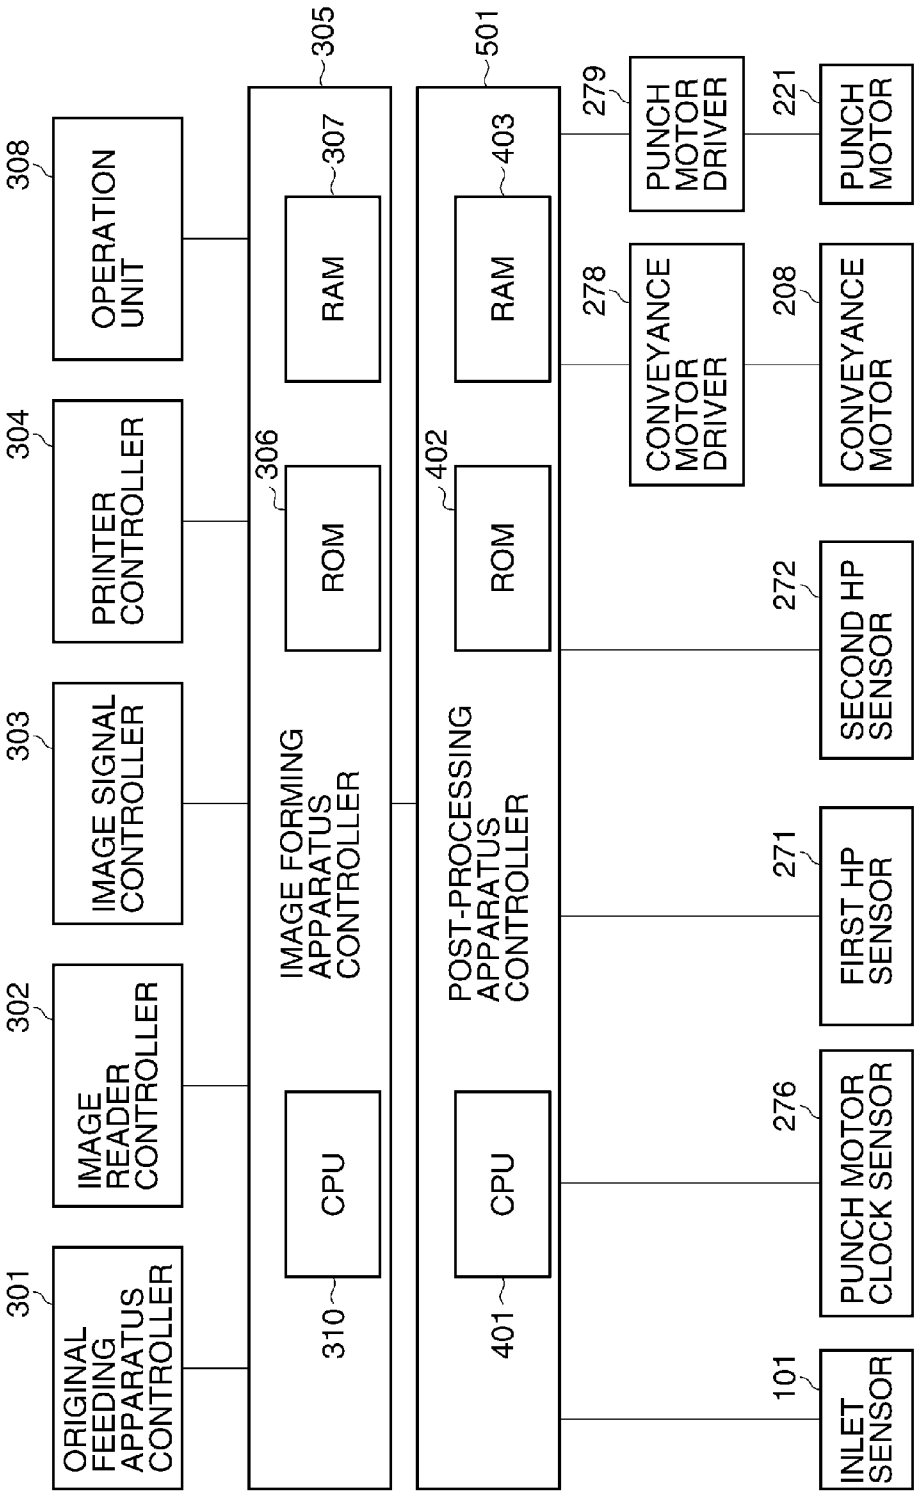 301
ORIGINAL
FEEDING
APPARATUS
CONTROLLER
302
IMAGE
READER
CONTROLLER
303
IMAGE SIGNAL
CONTROLLER
304
PRINTER
CONTROLLER
308
OPERATION
UNIT
305
310
CPU
IMAGE FORMING
APPARATUS
CONTROLLER
306
ROM
307
RAM
501
401
CPU
POST-PROCESSING
APPARATUS
CONTROLLER
402
ROM
403
RAM
278
CONVEYANCE
MOTOR
DRIVER
279
PUNCH
MOTOR
DRIVER
101
INLET
SENSOR
276
PUNCH MOTOR
CLOCK SENSOR
271
FIRST HP
SENSOR
272
SECOND HP
SENSOR
208
CONVEYANCE
MOTOR
221
PUNCH
MOTOR